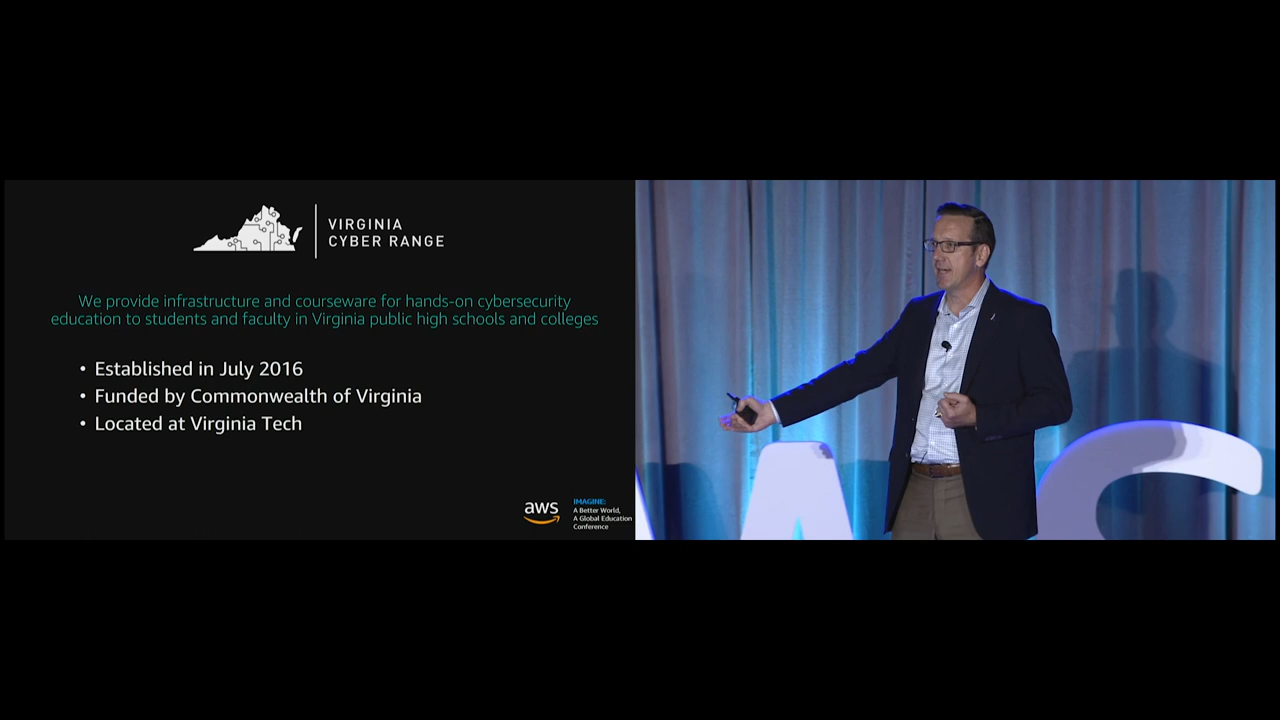 VIRGINIA
CYBER RANGE
We provide infrastructure and courseware for hands-on cybersecurity
education to students and faculty in Virginia public high schools and colleges
• Established in July 2016
• Funded by Commonwealth of Virginia
• Located at Virginia Tech
aws
IMAGINE:
A Better World,
A Global Education
Conference